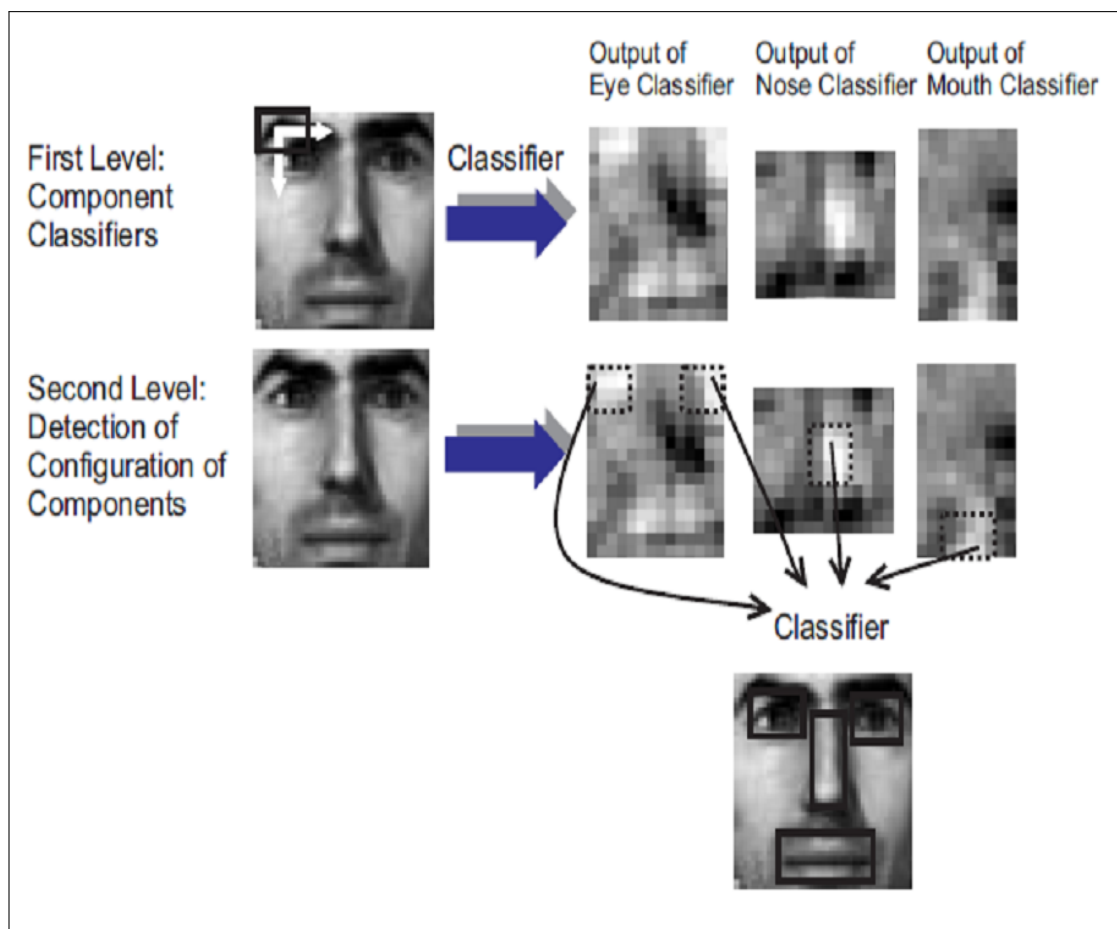 Output of
Eye Classifier
Output of
Nose Classifier
Output of
Mouth Classifier
First Level:
Component
Classifiers
Classifier
Second Level:
Detection of
Configuration of
Components
Classifier